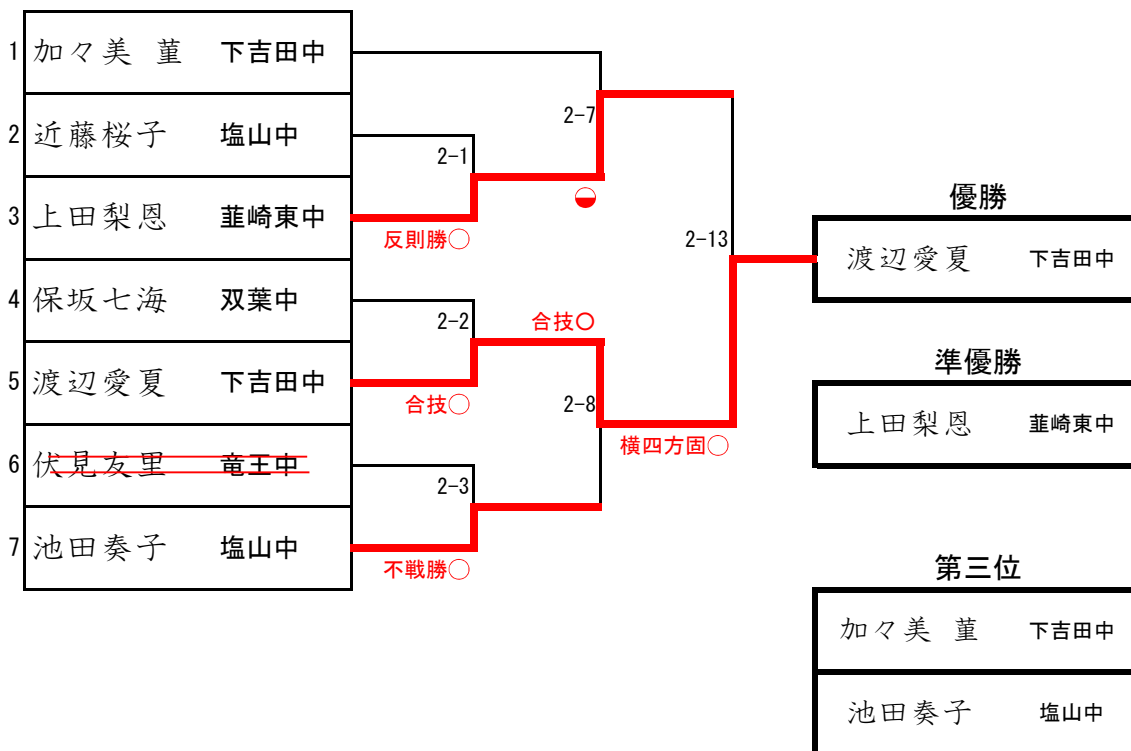 1 加々美 菫 下吉田中
2-7
2 近藤桜子 塩山中
2-1
3 上田梨恩 韮崎東中
反則勝○
2-13
優勝
渡辺愛夏 下吉田中
4 保坂七海 双葉中
2-2
合技○
5 渡辺愛夏 下吉田中
合技○
2-8
横四方固○
準優勝
上田梨恩 韮崎東中
6 伏見友里 竜王中
2-3
7 池田奏子 塩山中
不戦勝○
第三位
加々美 菫 下吉田中
池田奏子 塩山中